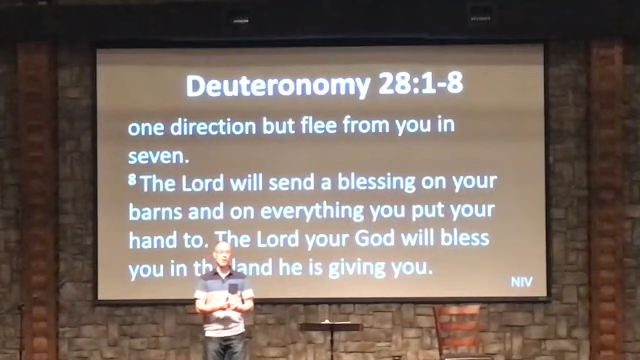 Deuteronomy 28:1-8
one direction but flee from you in
seven.
8 The Lord will send a blessing on your
barns and on everything you put your
hand to. The Lord your God will bless
you in the land he is giving you.
NIV